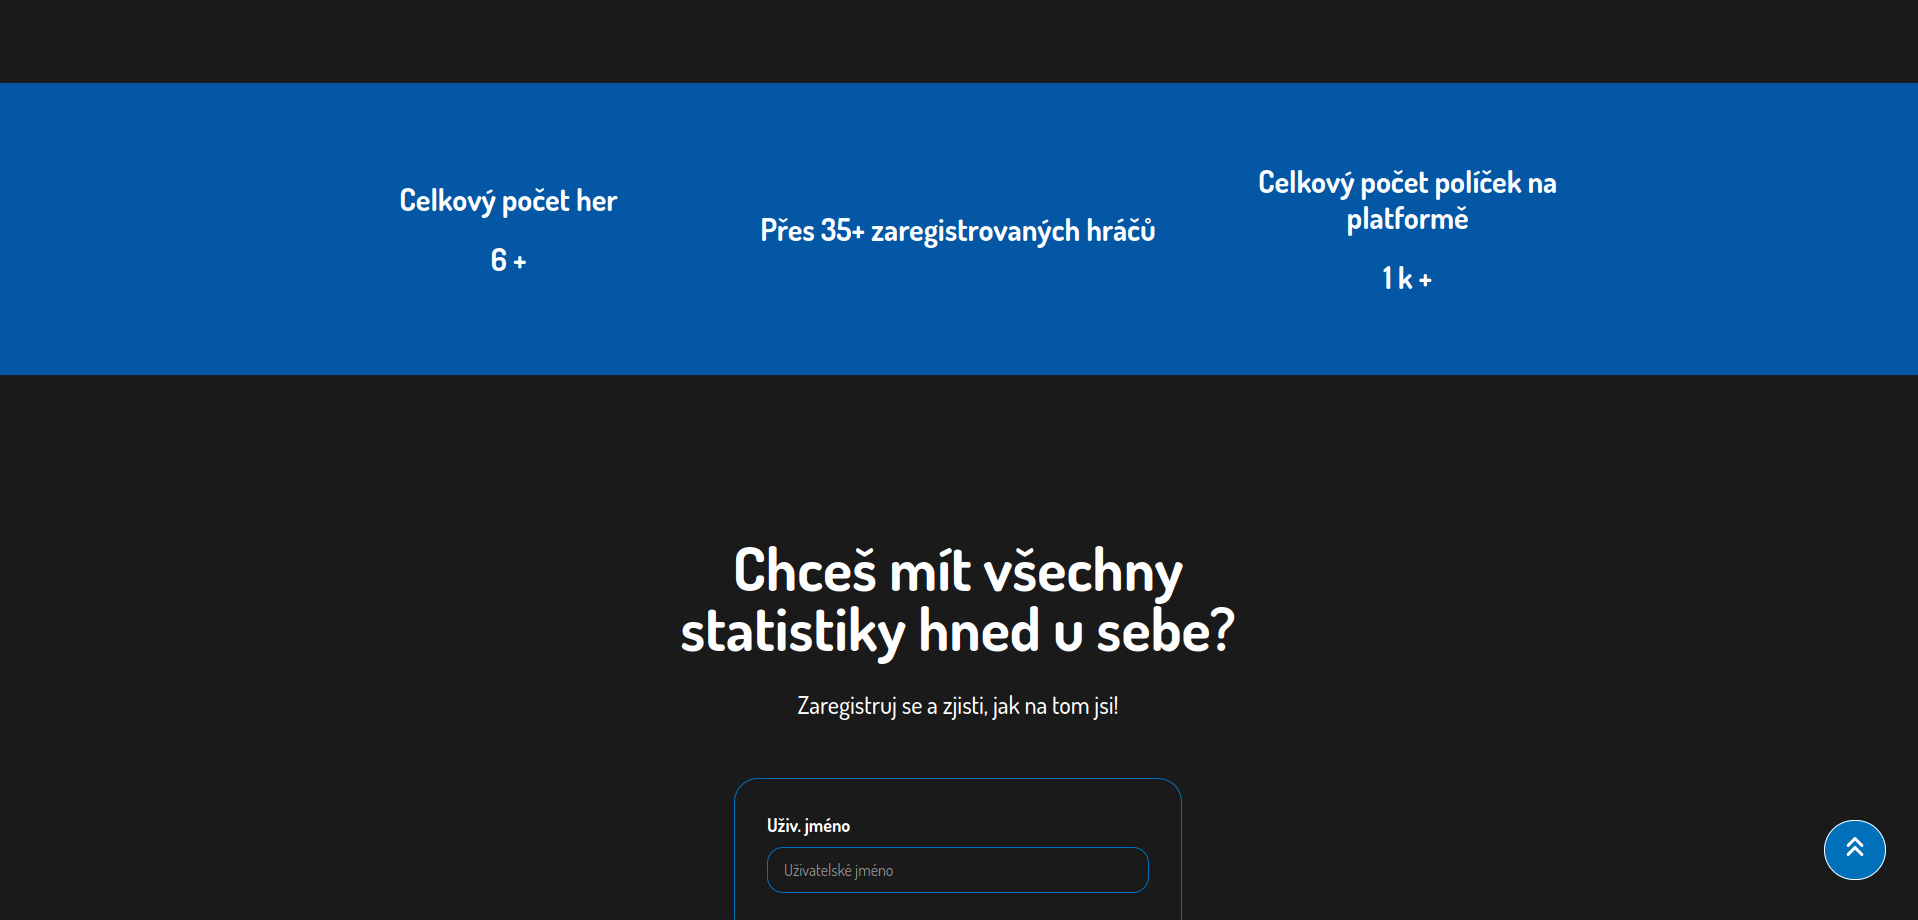 Celkový počet her
6 +
Přes 35+ zaregistrovaných hráčů
Celkový počet políček na
platformě
1 k +
Chceš mít všechny
statistiky hned u sebe?
Zaregistruj se a zjisti, jak na tom jsi!
Uživ. jméno
Uživatelské jméno